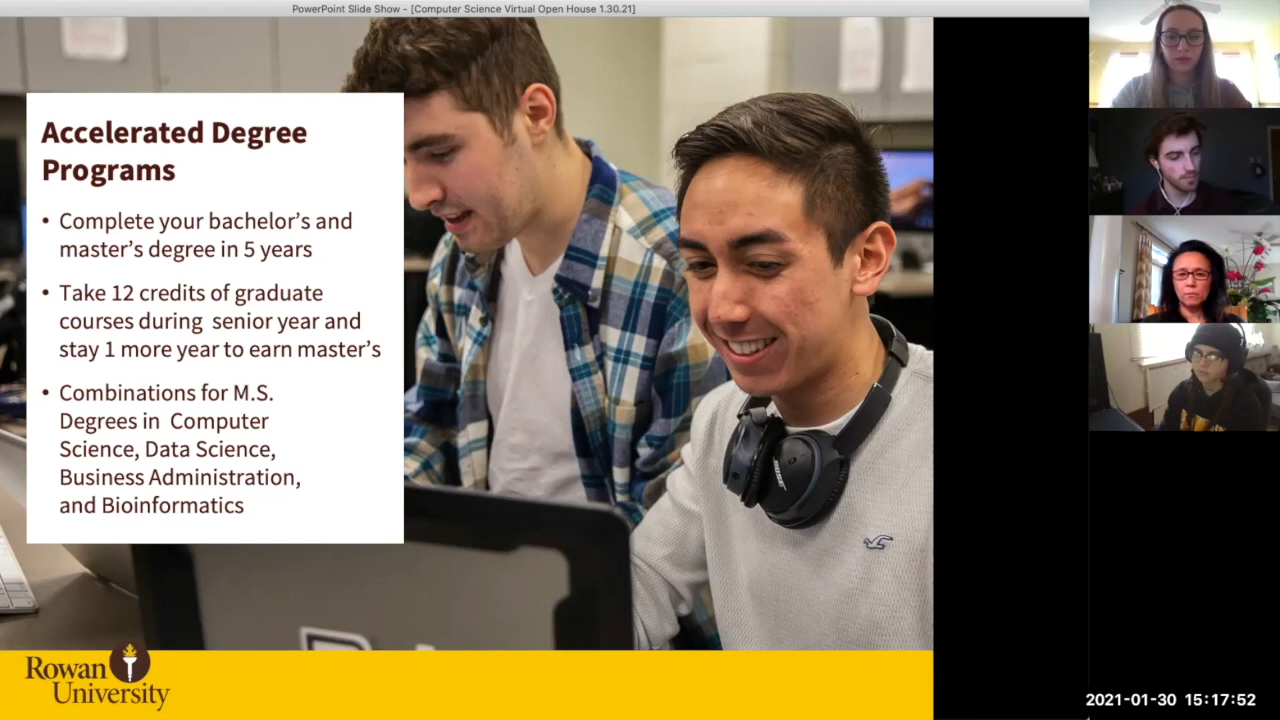 PowerPoint Slide Show - [Computer Science Virtual Open House 1.30.21]
Accelerated Degree
Programs
• Complete your bachelor's and
master's degree in 5 years
• Take 12 credits of graduate
courses during senior year and
stay 1 more year to earn master's
• Combinations for M.S.
Degrees in Computer
Science, Data Science,
Business Administration,
and Bioinformatics
BOSE
Rowan
University
2021-01-30 15:17:52